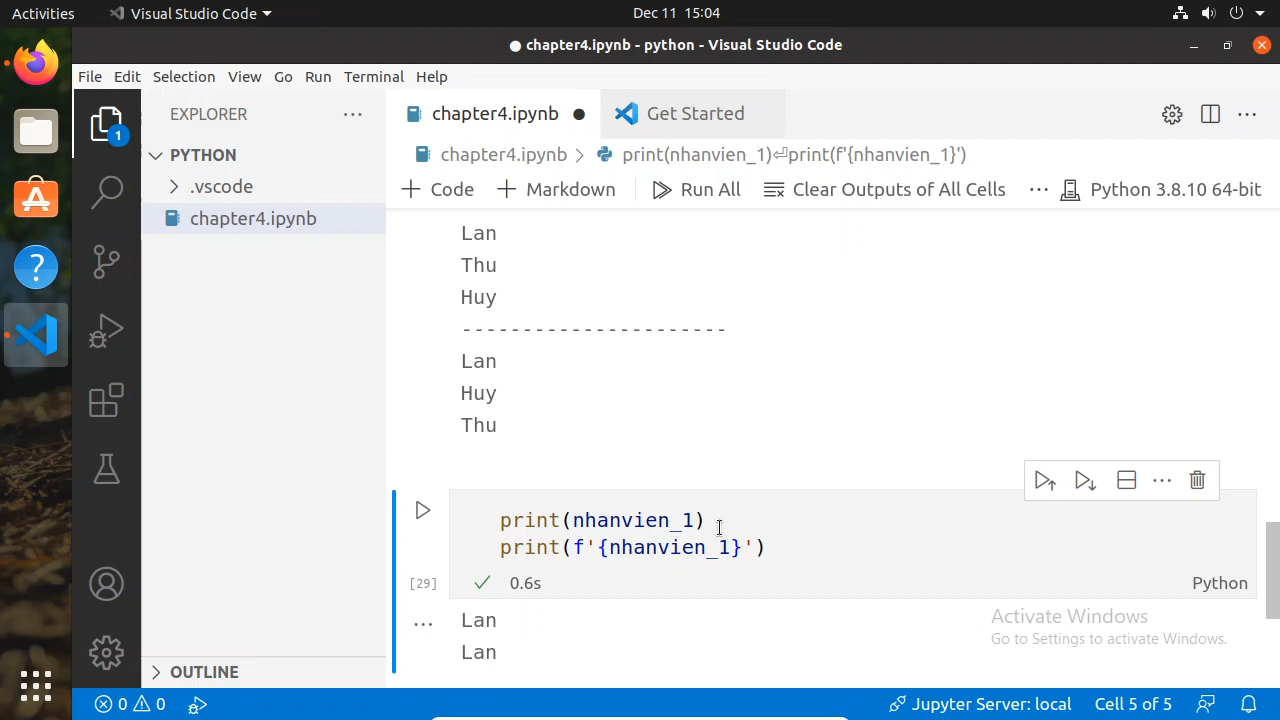 Activities Visual Studio Code Dec 11 15:04
● chapter4.ipynb - python - Visual Studio Code
File Edit Selection View Go Run Terminal Help
EXPLORER ... chapter4.ipynb ● Get Started ...
PYTHON chapter4.ipynb > print(nhanvien_1)⏎print(f'{nhanvien_1}')
.vscode + Code + Markdown Run All Clear Outputs of All Cells ... Python 3.8.10 64-bit
chapter4.ipynb
1
Lan
Thu
Huy
----------------------
Lan
Huy
Thu
print(nhanvien_1)
print(f'{nhanvien_1}')
[29] ✓ 0.6s Python
... Lan
Lan
Activate Windows
Go to Settings to activate Windows.
OUTLINE
0 0 Jupyter Server: local Cell 5 of 5